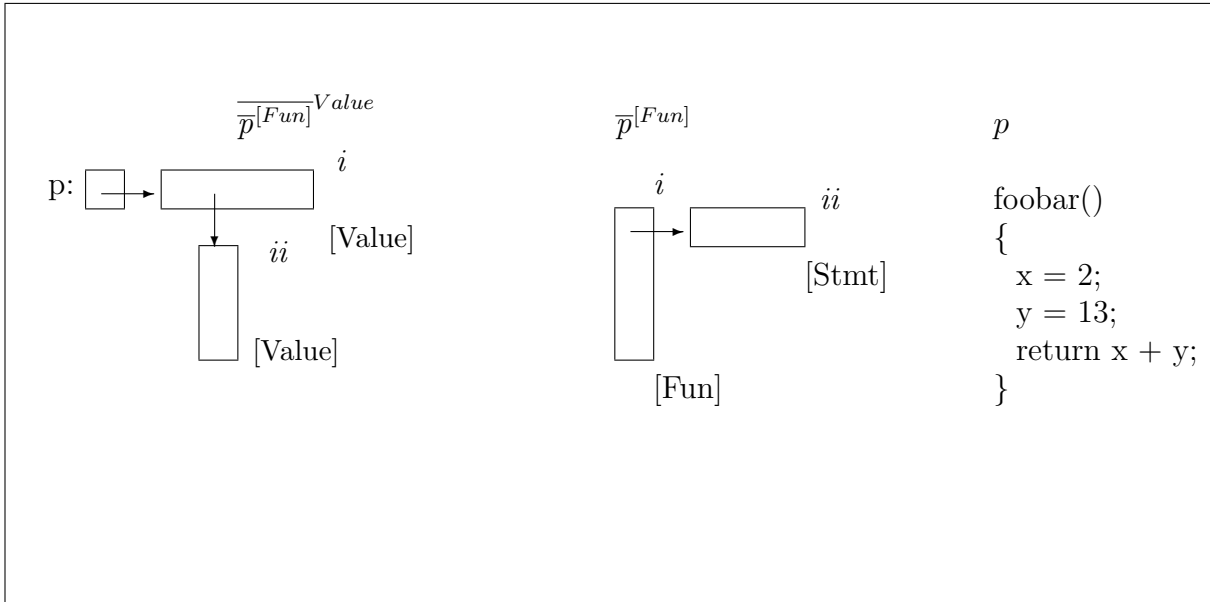 $\overline{\overline{p}^{[Fun]}}^{Value}$
p:
i
[Value]
ii
[Value]
$\overline{p}^{[Fun]}$
i
ii
[Stmt]
[Fun]
p
foobar()
{
x = 2;
y = 13;
return x + y;
}